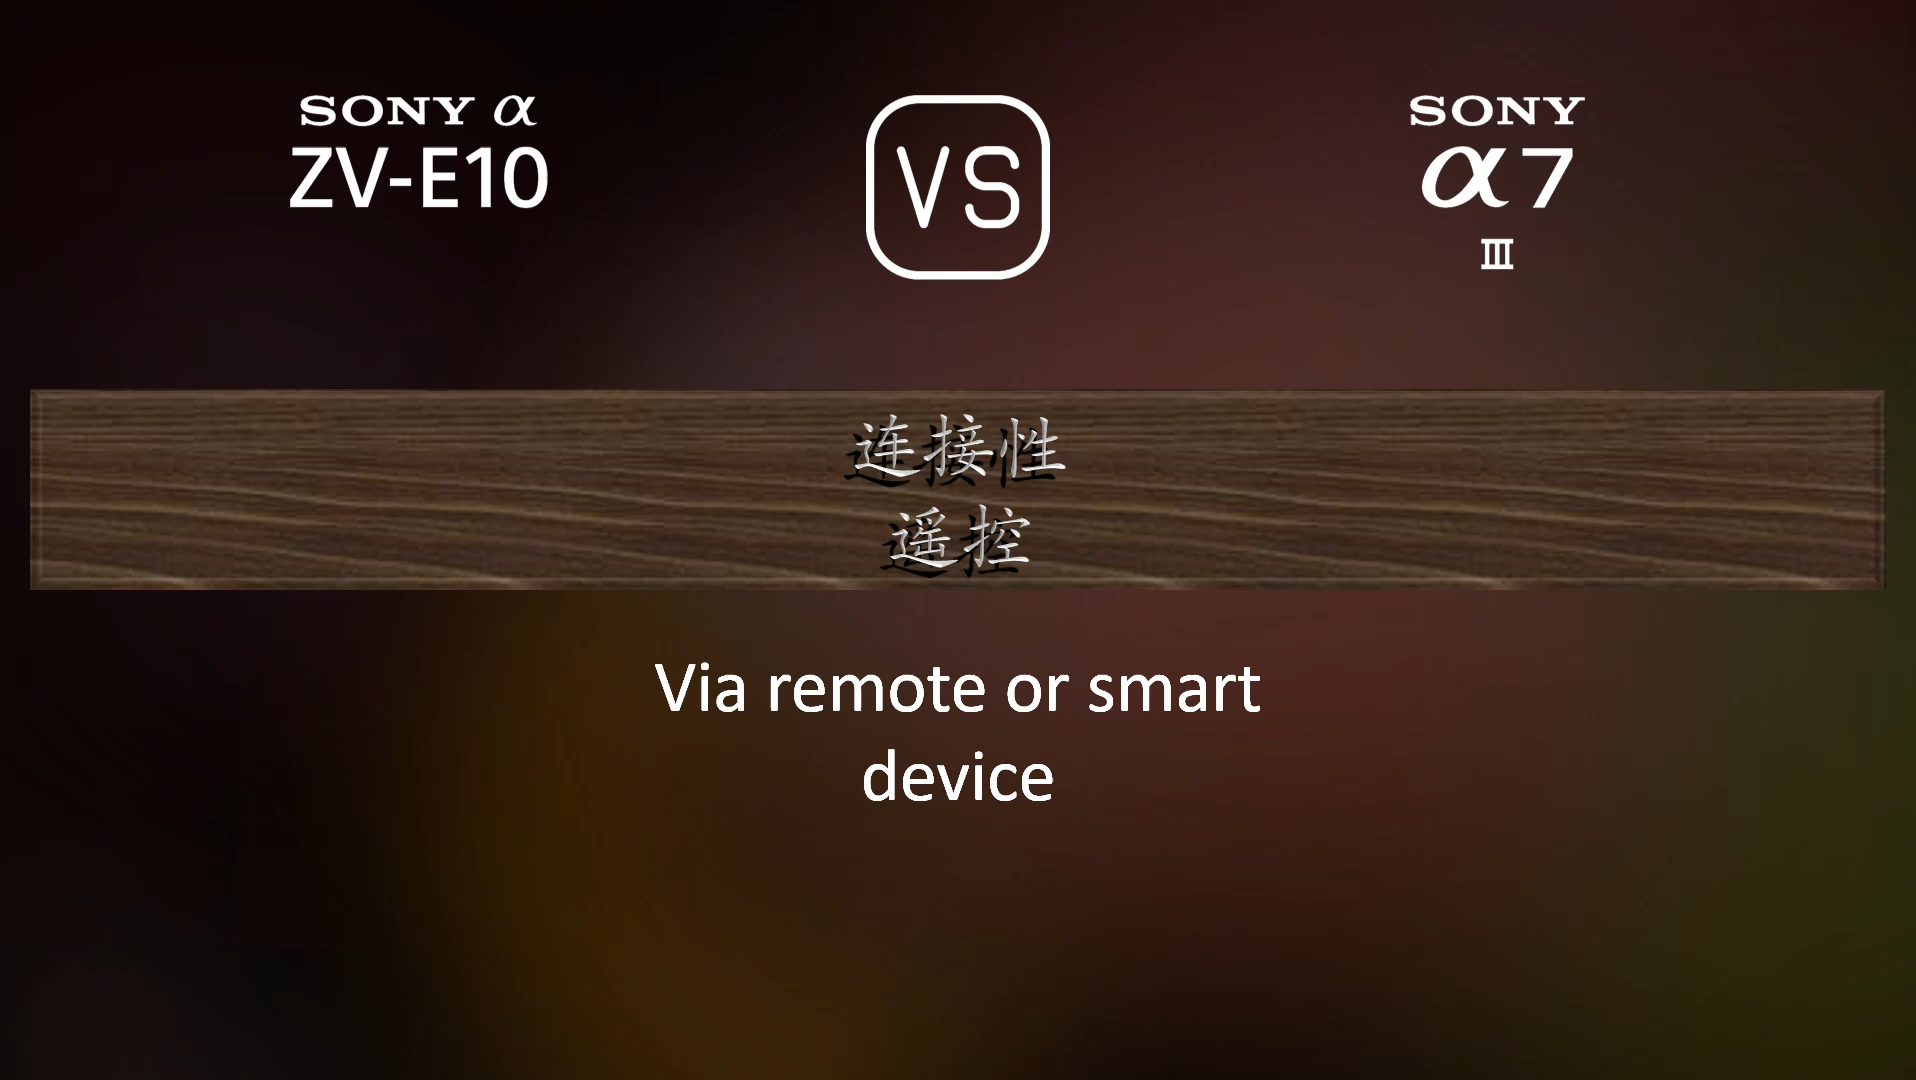 SONY α
ZV-E10
VS
SONY
α7
III
连接性
遥控
Via remote or smart
device